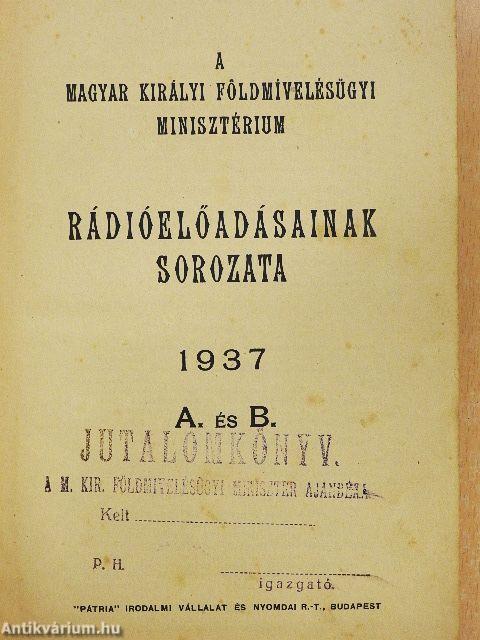 A
MAGYAR KIRÁLYI FÖLDMÍVELÉSÜGYI
MINISZTÉRIUM
RÁDIÓELŐADÁSAINAK
SOROZATA
1937
A. ÉS B.
JUTALOMKÖNYV.
A M. KIR. FÖLDMIVELÉSÜGYI MINISZTER AJÁNDÉKA
Kelt
P. H.
igazgató.
"PÁTRIA" IRODALMI VÁLLALAT ÉS NYOMDAI R.-T., BUDAPEST
Antikvárium.hu